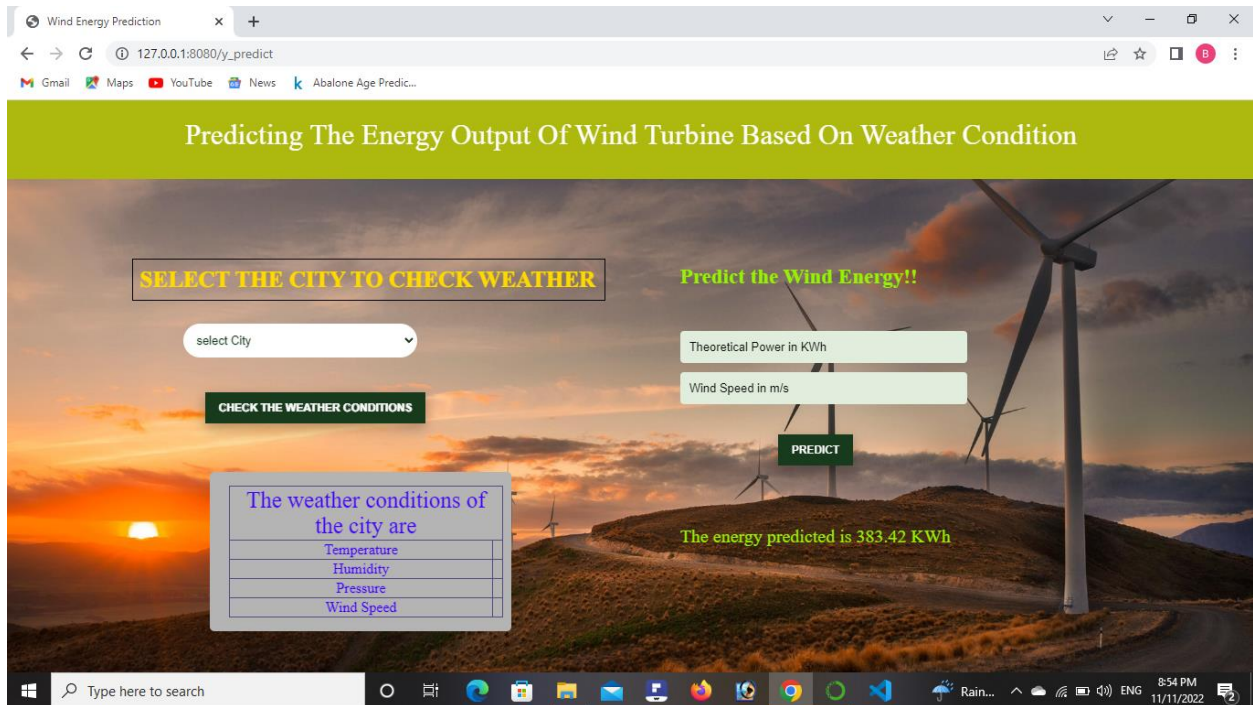 Wind Energy Prediction
127.0.0.1:8080/y_predict
B
Gmail Maps YouTube News k Abalone Age Predic...
Predicting The Energy Output Of Wind Turbine Based On Weather Condition
SELECT THE CITY TO CHECK WEATHER
select City
CHECK THE WEATHER CONDITIONS
The weather conditions of
the city are
Temperature
Humidity
Pressure
Wind Speed
Predict the Wind Energy!!
Theoretical Power in KWh
Wind Speed in m/s
PREDICT
The energy predicted is 383.42 KWh
Type here to search
Rain...
ENG
8:54 PM
11/11/2022
2